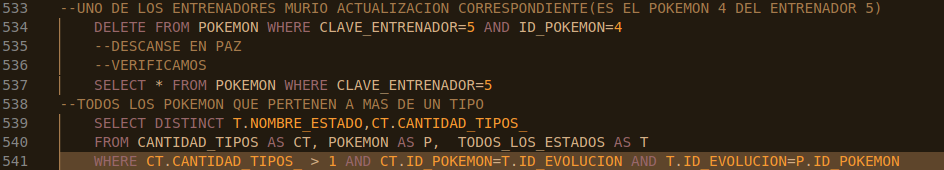 533 --UNO DE LOS ENTRENADORES MURIO ACTUALIZACION CORRESPONDIENTE(ES EL POKEMON 4 DEL ENTRENADOR 5)
534 DELETE FROM POKEMON WHERE CLAVE_ENTRENADOR=5 AND ID_POKEMON=4
535 --DESCANSE EN PAZ
536 --VERIFICAMOS
537 SELECT * FROM POKEMON WHERE CLAVE_ENTRENADOR=5
538 --TODOS LOS POKEMON QUE PERTENEN A MAS DE UN TIPO
539 SELECT DISTINCT T.NOMBRE_ESTADO,CT.CANTIDAD_TIPOS_
540 FROM CANTIDAD_TIPOS AS CT, POKEMON AS P,  TODOS_LOS_ESTADOS AS T
541 WHERE CT.CANTIDAD_TIPOS_ > 1 AND CT.ID_POKEMON=T.ID_EVOLUCION AND T.ID_EVOLUCION=P.ID_POKEMON